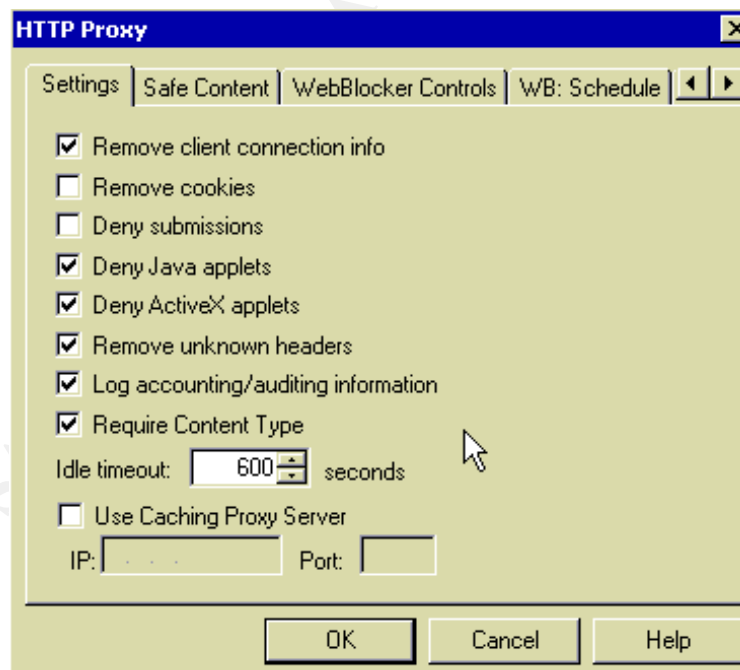 HTTP Proxy
Settings Safe Content WebBlocker Controls WB: Schedule
Remove client connection info
Remove cookies
Deny submissions
Deny Java applets
Deny ActiveX applets
Remove unknown headers
Log accounting/auditing information
Require Content Type
Idle timeout: 600 seconds
Use Caching Proxy Server
IP: . . . Port:
OK Cancel Help